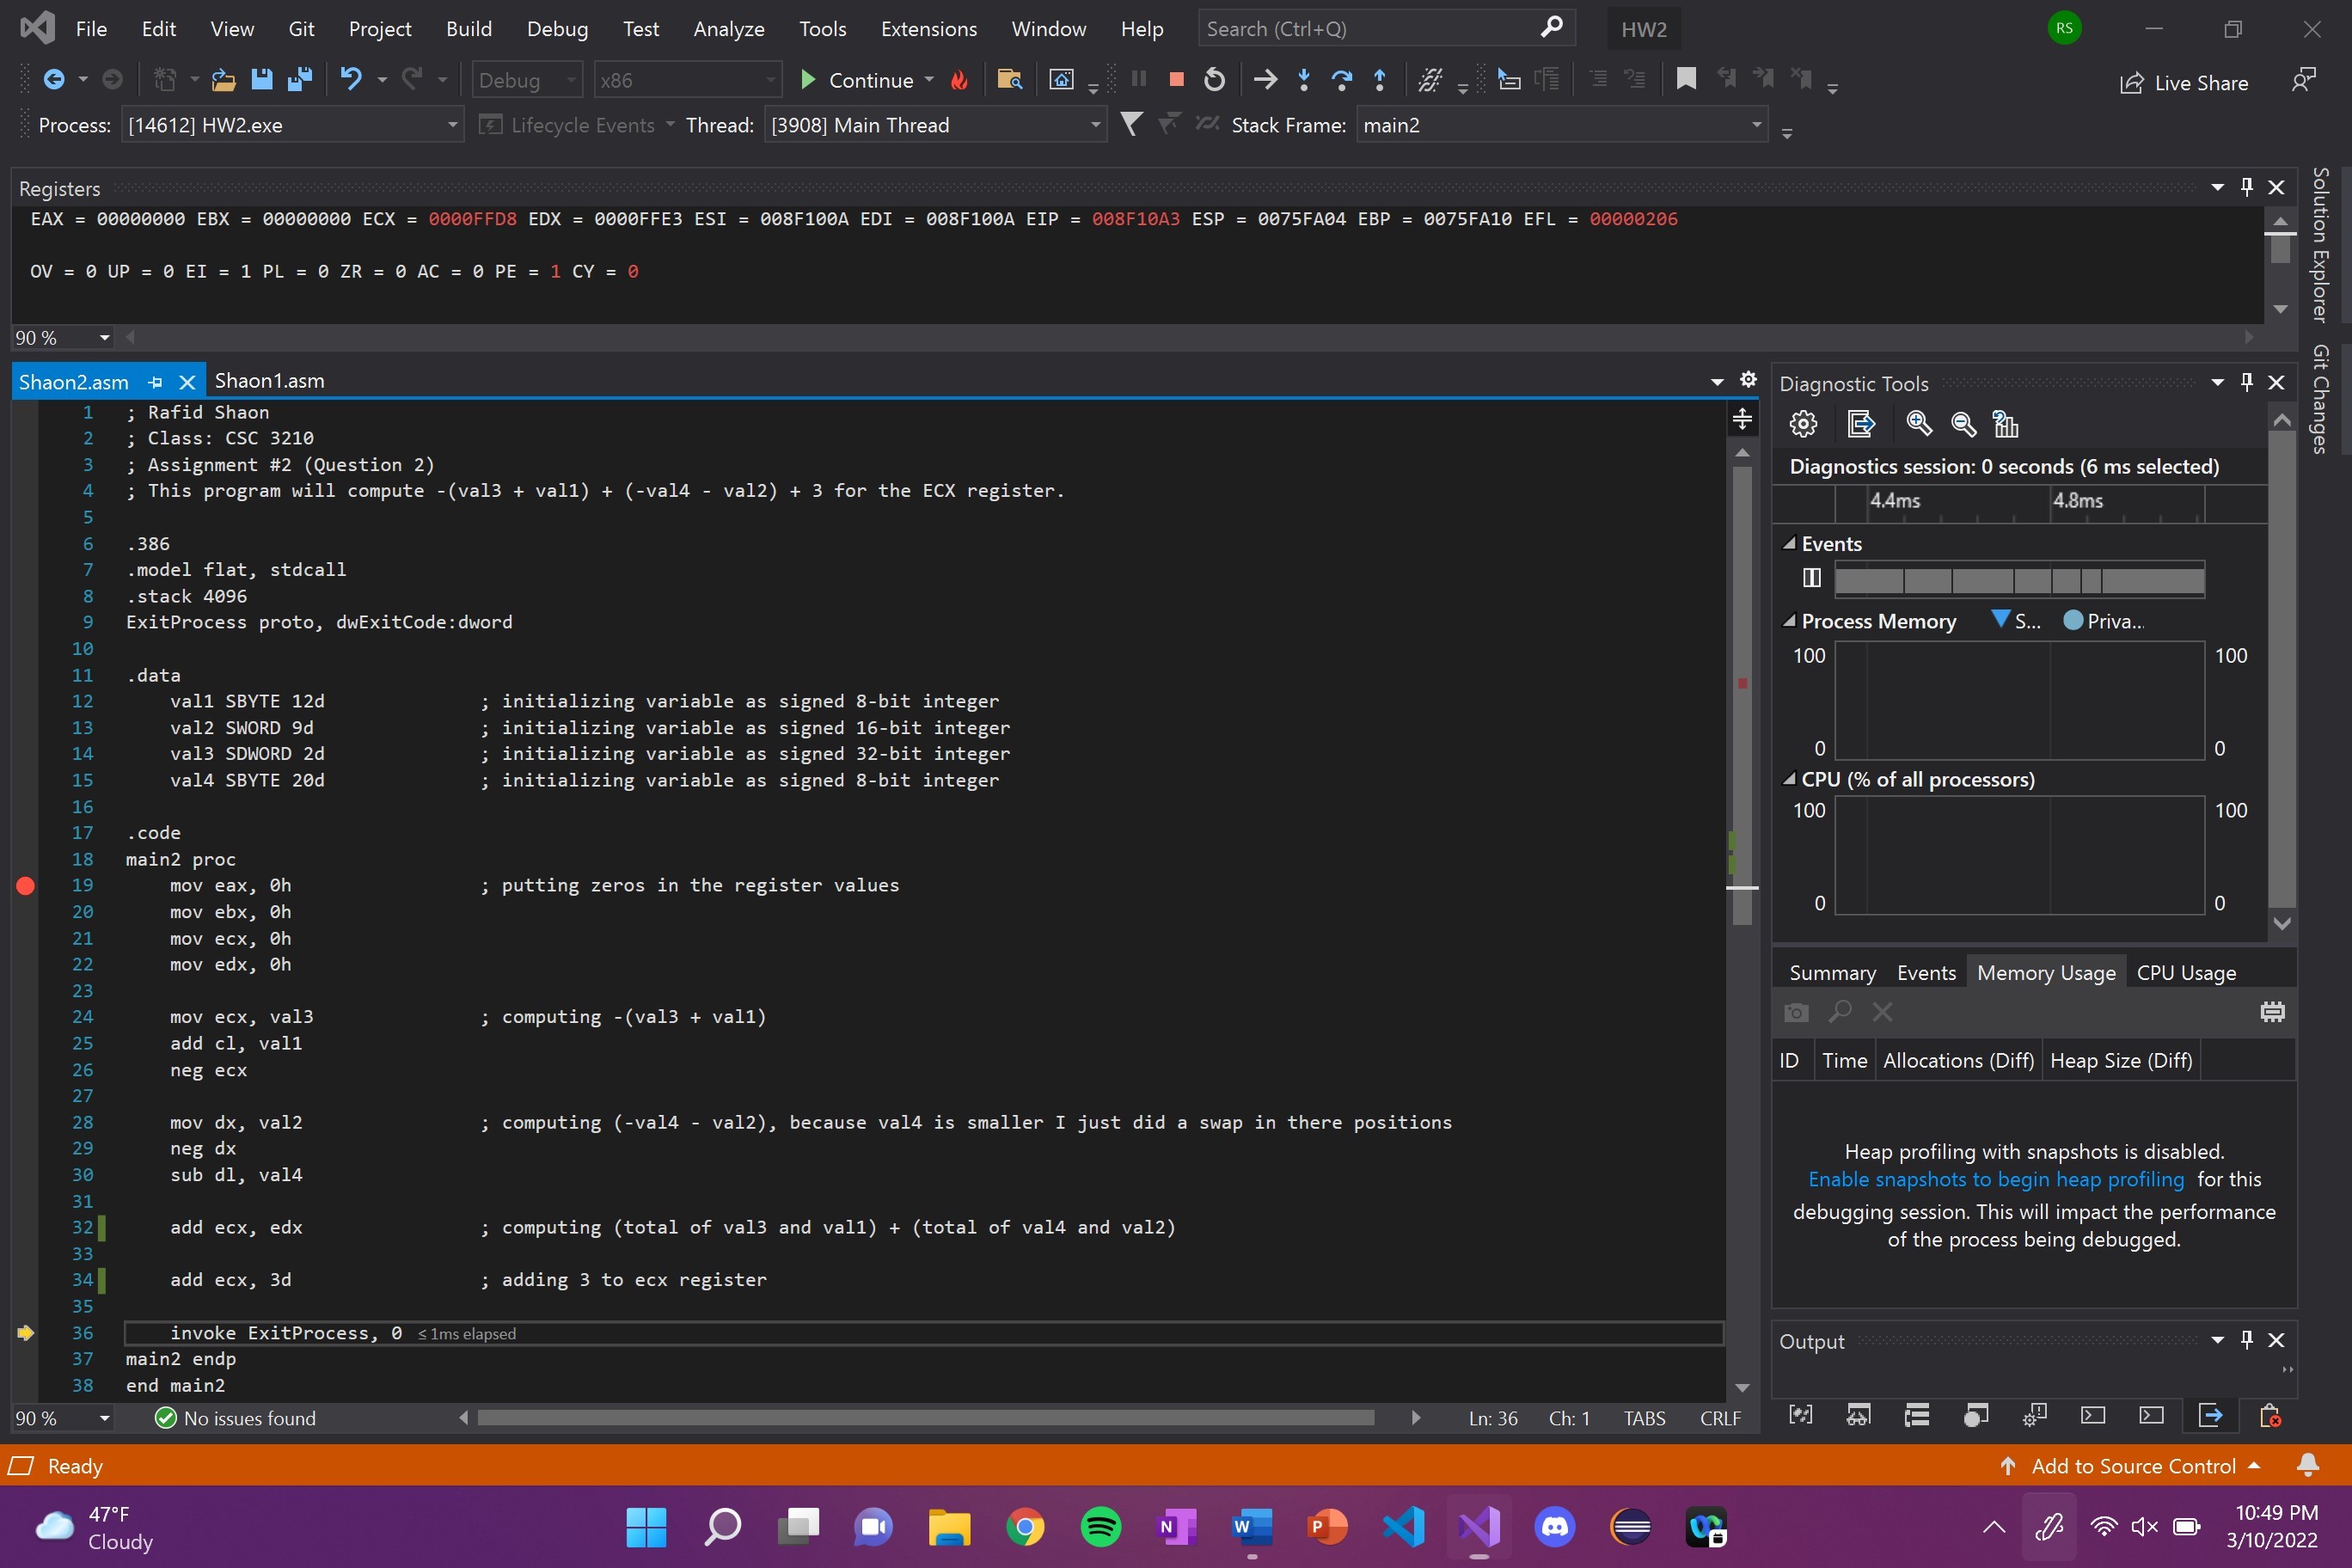 File Edit View Git Project Build Debug Test Analyze Tools Extensions Window Help Search (Ctrl+Q) HW2 RS
Debug x86 Continue Live Share
Process: [14612] HW2.exe Lifecycle Events Thread: [3908] Main Thread Stack Frame: main2
Registers
EAX = 00000000 EBX = 00000000 ECX = 0000FFD8 EDX = 0000FFE3 ESI = 008F100A EDI = 008F100A EIP = 008F10A3 ESP = 0075FA04 EBP = 0075FA10 EFL = 00000206
OV = 0 UP = 0 EI = 1 PL = 0 ZR = 0 AC = 0 PE = 1 CY = 0
90 %
Solution Explorer
Git Changes
Shaon2.asm Shaon1.asm
1 ; Rafid Shaon
2 ; Class: CSC 3210
3 ; Assignment #2 (Question 2)
4 ; This program will compute -(val3 + val1) + (-val4 - val2) + 3 for the ECX register.
5
6 .386
7 .model flat, stdcall
8 .stack 4096
9 ExitProcess proto, dwExitCode:dword
10
11 .data
12 val1 SBYTE 12d ; initializing variable as signed 8-bit integer
13 val2 SWORD 9d ; initializing variable as signed 16-bit integer
14 val3 SDWORD 2d ; initializing variable as signed 32-bit integer
15 val4 SBYTE 20d ; initializing variable as signed 8-bit integer
16
17 .code
18 main2 proc
19 mov eax, 0h ; putting zeros in the register values
20 mov ebx, 0h
21 mov ecx, 0h
22 mov edx, 0h
23
24 mov ecx, val3 ; computing -(val3 + val1)
25 add cl, val1
26 neg ecx
27
28 mov dx, val2 ; computing (-val4 - val2), because val4 is smaller I just did a swap in there positions
29 neg dx
30 sub dl, val4
31
32 add ecx, edx ; computing (total of val3 and val1) + (total of val4 and val2)
33
34 add ecx, 3d ; adding 3 to ecx register
35
36 invoke ExitProcess, 0 ≤ 1ms elapsed
37 main2 endp
38 end main2
90 % No issues found Ln: 36 Ch: 1 TABS CRLF
Diagnostic Tools
Diagnostics session: 0 seconds (6 ms selected)
4.4ms 4.8ms
Events
Process Memory S... Priva...
100 100
0 0
CPU (% of all processors)
100 100
0 0
Summary Events Memory Usage CPU Usage
ID Time Allocations (Diff) Heap Size (Diff)
Heap profiling with snapshots is disabled.
Enable snapshots to begin heap profiling for this
debugging session. This will impact the performance
of the process being debugged.
Output
Ready Add to Source Control
47°F
Cloudy
10:49 PM
3/10/2022